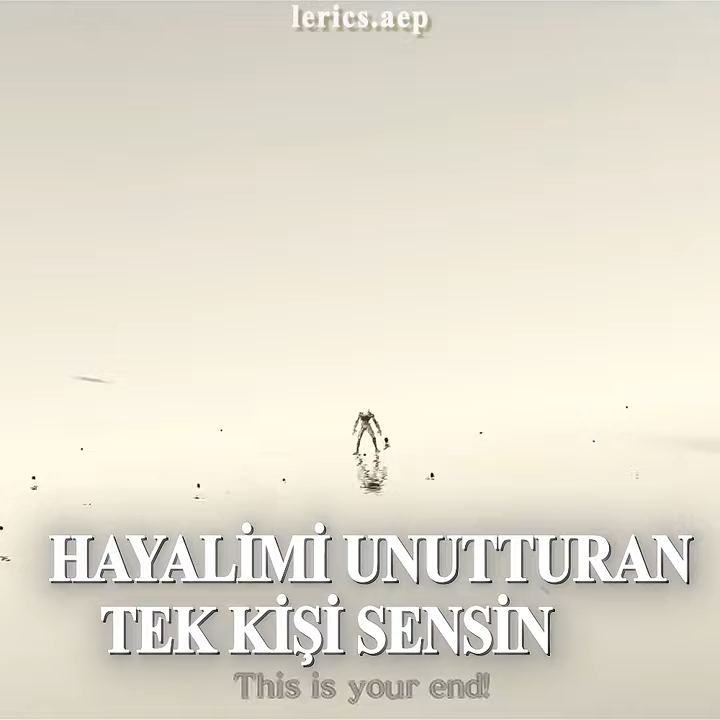 lerics.aep
HAYALİMİ UNUTTURAN
TEK KİŞİ SENSİN
This is your end!